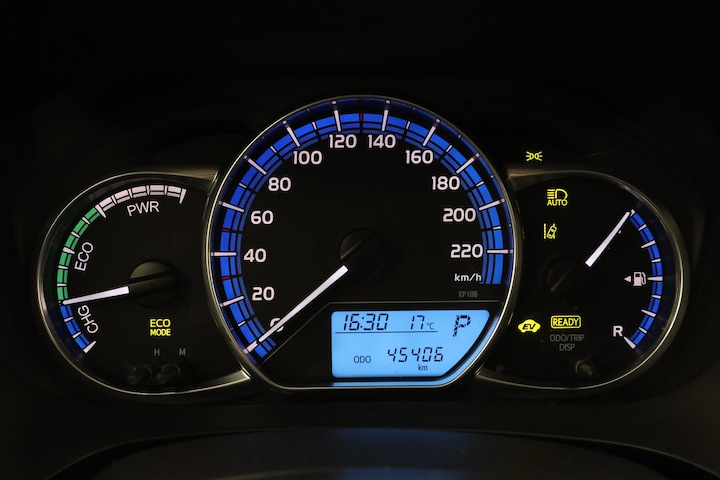 PWR
ECO
CHG
ECO
MODE
H M
0
20
40
60
80
100
120
140
160
180
200
220
km/h
XP106
16:30 17°C P
ODO 45406
km
AUTO
EV READY
ODO/TRIP
DISP
R